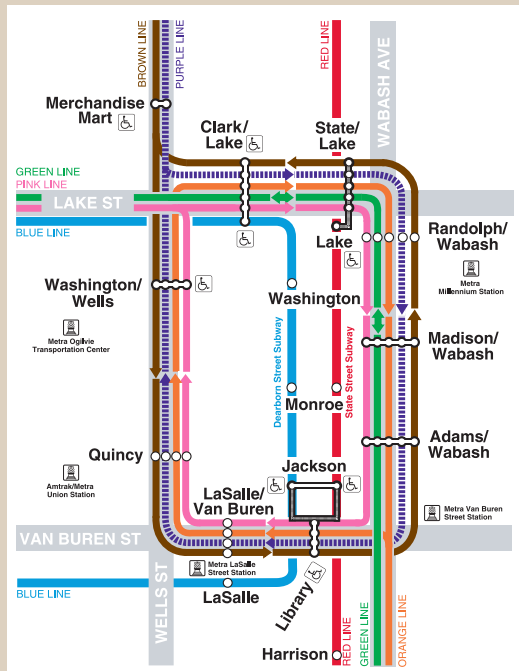 BROWN LINE
PURPLE LINE
RED LINE
WABASH AVE
Merchandise
Mart
Clark/
Lake
State/
Lake
GREEN LINE
PINK LINE
LAKE ST
BLUE LINE
Lake
Randolph/
Wabash
Metra
Millennium Station
Washington/
Wells
Washington
Metra Ogilvie
Transportation Center
Dearborn Street Subway
State Street Subway
Madison/
Wabash
Monroe
Quincy
Adams/
Wabash
Jackson
Amtrak/Metra
Union Station
LaSalle/
Van Buren
Metra Van Buren
Street Station
VAN BUREN ST
Metra LaSalle
Street Station
BLUE LINE
LaSalle
WELLS ST
Library
Harrison
RED LINE
GREEN LINE
ORANGE LINE